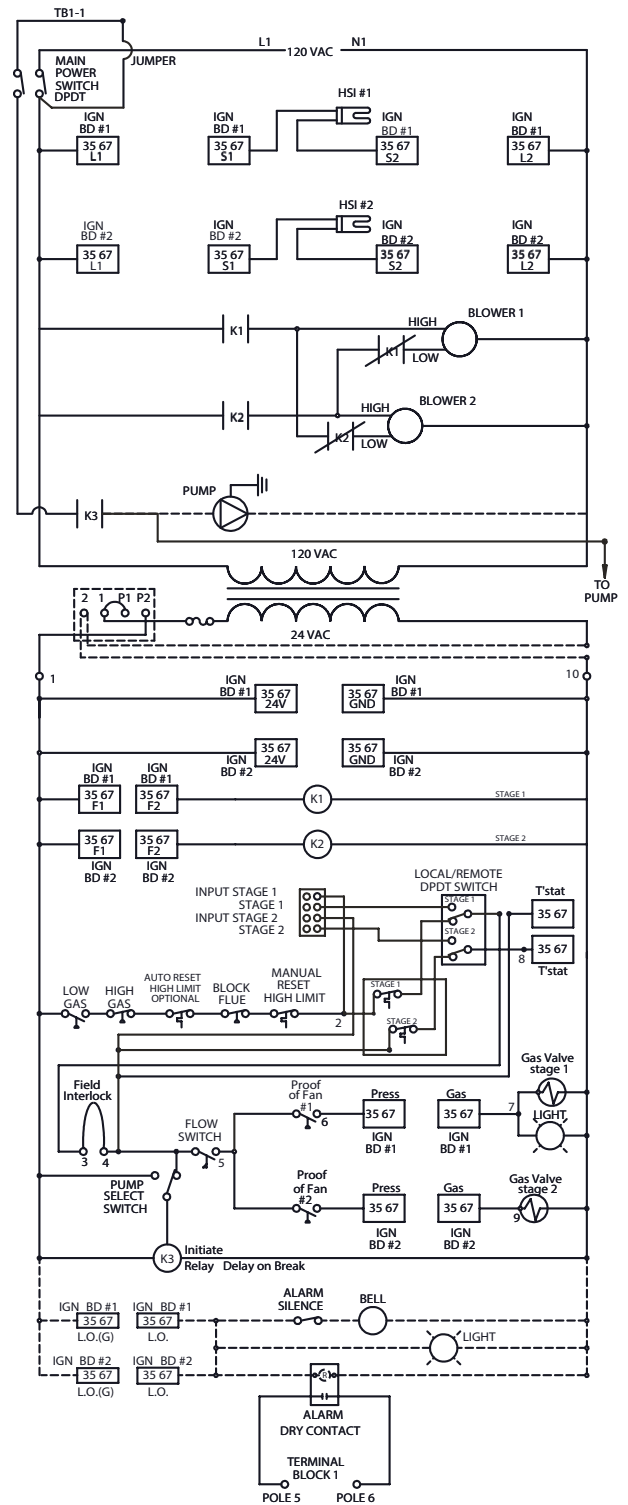 TB1-1
L1 120 VAC N1
MAIN
POWER
SWITCH
DPDT
JUMPER
HSI #1
IGN
BD #1
35 67
L1
IGN
BD #1
35 67
S1
IGN
BD #1
35 67
S2
IGN
BD #1
35 67
L2
HSI #2
IGN
BD #2
35 67
L1
IGN
BD #2
35 67
S1
IGN
BD #2
35 67
S2
IGN
BD #2
35 67
L2
K1
HIGH
BLOWER 1
K1
LOW
K2
HIGH
BLOWER 2
K2
LOW
PUMP
K3
120 VAC
TO
PUMP
2 1 P1 P2
24 VAC
1
10
IGN
BD #1
35 67
24V
35 67
GND
IGN
BD #1
IGN
BD #2
35 67
24V
35 67
GND
IGN
BD #2
IGN
BD #1
35 67
F1
IGN
BD #1
35 67
F2
K1
STAGE 1
35 67
F1
IGN
BD #2
35 67
F2
IGN
BD #2
K2
STAGE 2
LOCAL/REMOTE
DPDT SWITCH
INPUT STAGE 1
STAGE 1
INPUT STAGE 2
STAGE 2
STAGE 1
STAGE 2
T'stat
35 67
35 67
T'stat
8
LOW
GAS
HIGH
GAS
AUTO RESET
HIGH LIMIT
OPTIONAL
BLOCK
FLUE
MANUAL
RESET
HIGH LIMIT
2
STAGE 1
STAGE 2
Gas Valve
stage 1
Field
Interlock
3 4
FLOW
SWITCH
5
Proof
of Fan
#1
6
Press
35 67
IGN
BD #1
Gas
35 67
IGN
BD #1
7
LIGHT
PUMP
SELECT
SWITCH
Proof
of Fan
#2
Press
35 67
IGN
BD #2
Gas
35 67
IGN
BD #2
Gas Valve
stage 2
9
K3
Initiate
Relay Delay on Break
IGN BD #1
35 67
L.O.(G)
IGN BD #1
35 67
L.O.
ALARM
SILENCE
BELL
LIGHT
IGN BD #2
35 67
L.O.(G)
IGN BD #2
35 67
L.O.
R
ALARM
DRY CONTACT
TERMINAL
BLOCK 1
POLE 5
POLE 6